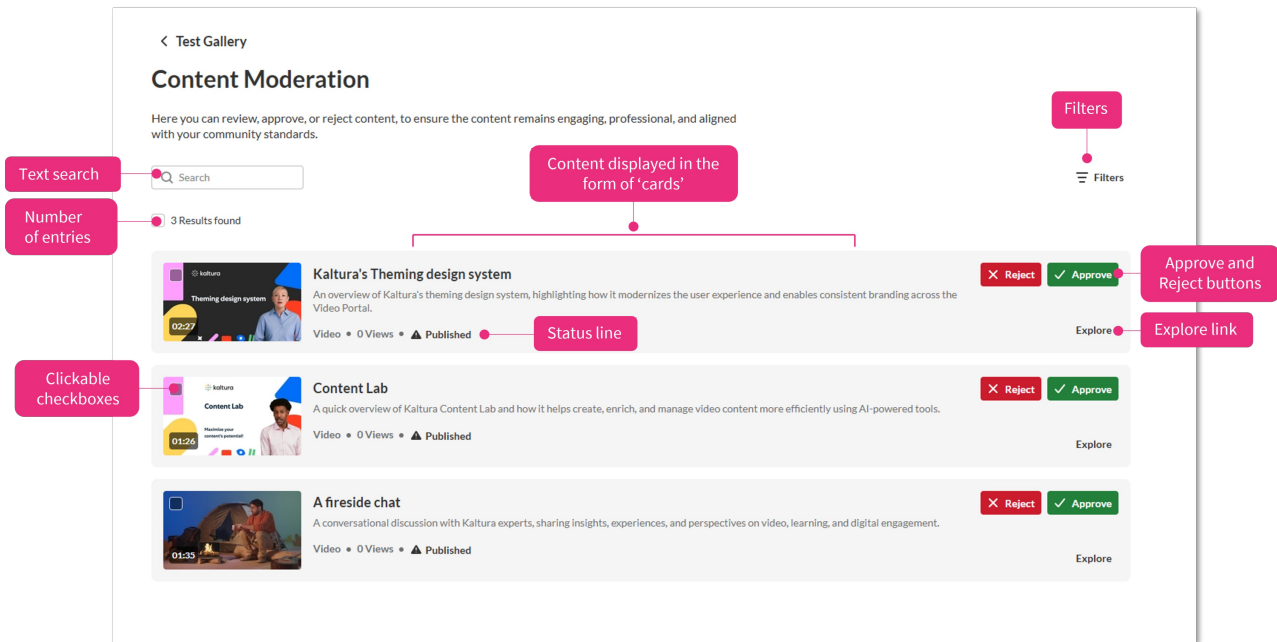 Test Gallery
Content Moderation
Here you can review, approve, or reject content, to ensure the content remains engaging, professional, and aligned
with your community standards.
Filters
Text search
Search
Content displayed in the
form of ‘cards’
Filters
Number
of entries
3 Results found
kaltura
Theming design system
02:27
Kaltura's Theming design system
An overview of Kaltura's theming design system, highlighting how it modernizes the user experience and enables consistent branding across the
Video Portal.
Video • 0 Views • Published
Status line
Reject
Approve
Approve and
Reject buttons
Explore
Explore link
Clickable
checkboxes
kaltura
Content Lab
Maximize your
content's potential!
01:26
Content Lab
A quick overview of Kaltura Content Lab and how it helps create, enrich, and manage video content more efficiently using AI-powered tools.
Video • 0 Views • Published
Reject
Approve
Explore
01:35
A fireside chat
A conversational discussion with Kaltura experts, sharing insights, experiences, and perspectives on video, learning, and digital engagement.
Video • 0 Views • Published
Reject
Approve
Explore